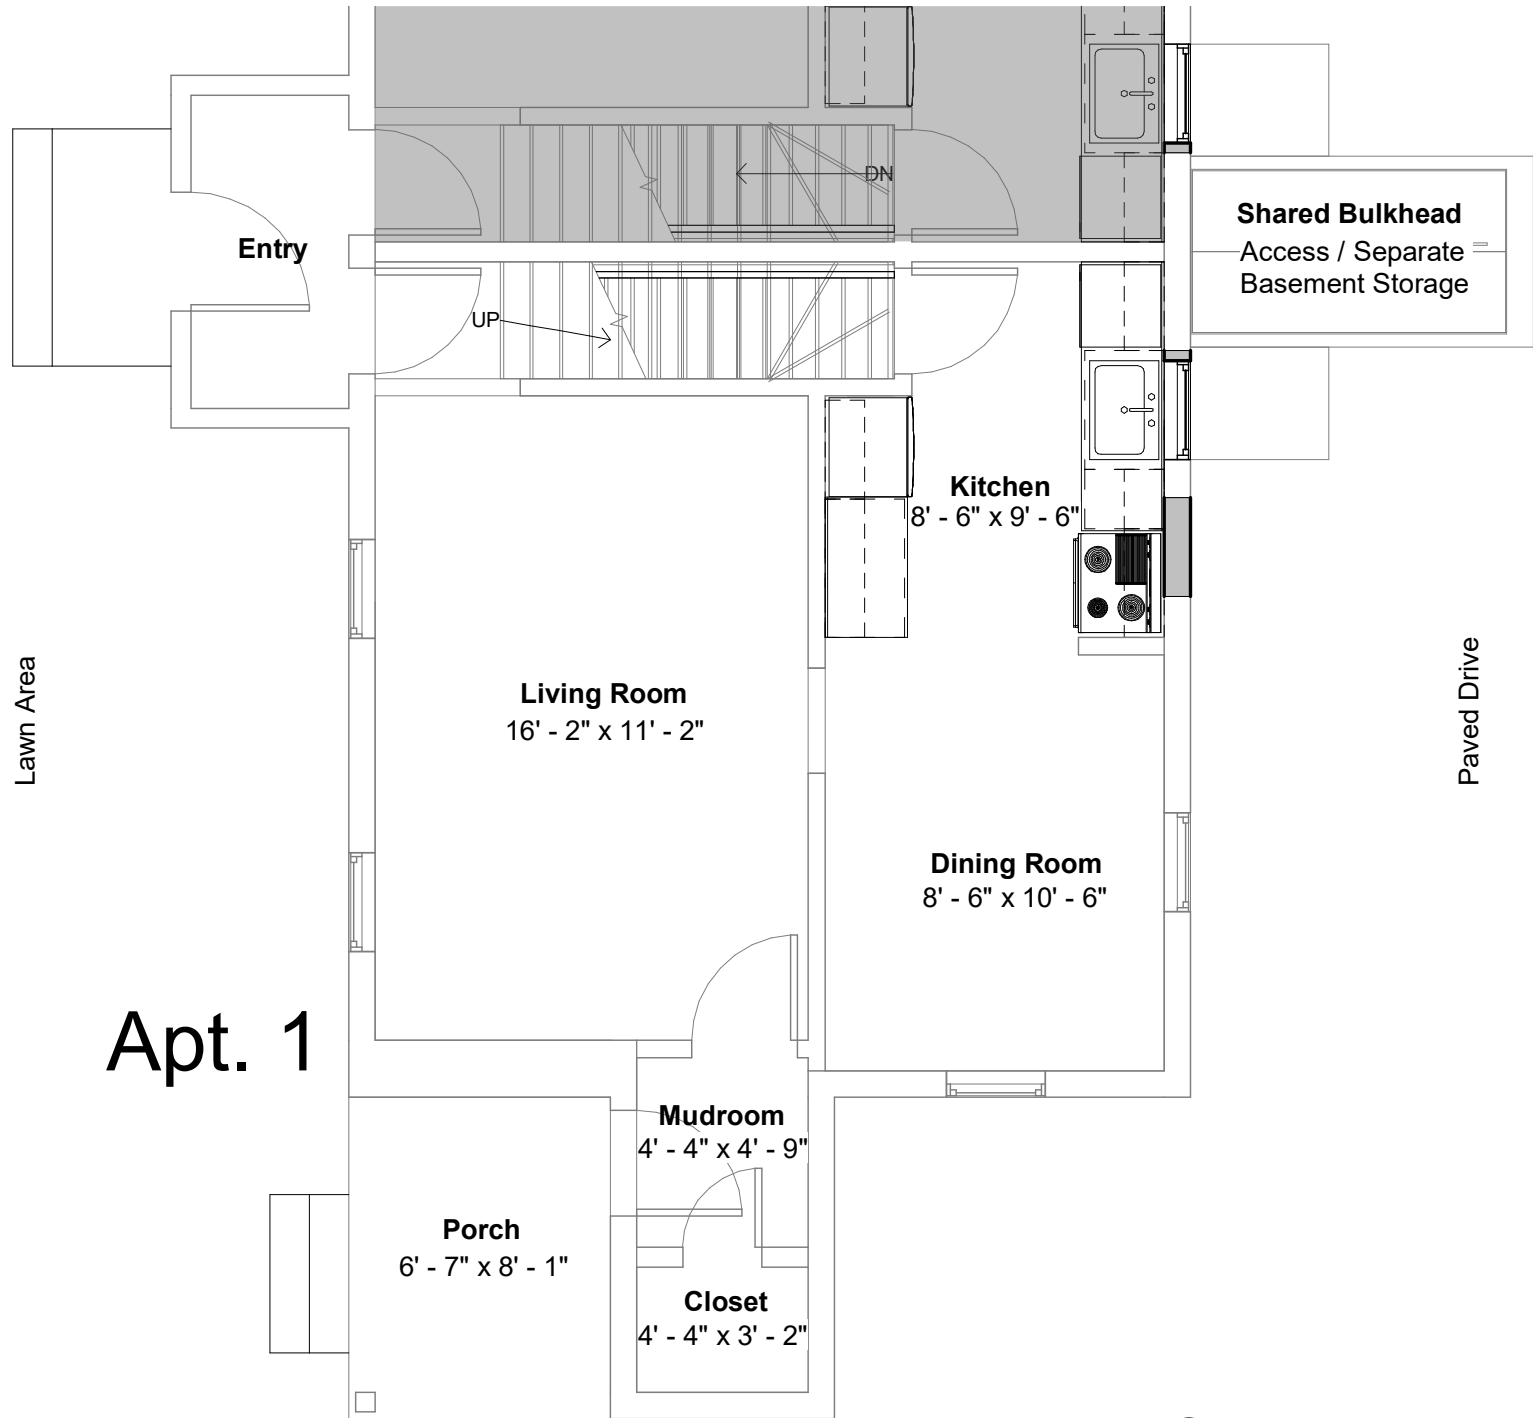 DN
Shared Bulkhead
Access / Separate
Basement Storage
Entry
UP
Kitchen
8' - 6" x 9' - 6"
Living Room
16' - 2" x 11' - 2"
Lawn Area
Paved Drive
Dining Room
8' - 6" x 10' - 6"
Apt. 1
Mudroom
4' - 4" x 4' - 9"
Porch
6' - 7" x 8' - 1"
Closet
4' - 4" x 3' - 2"